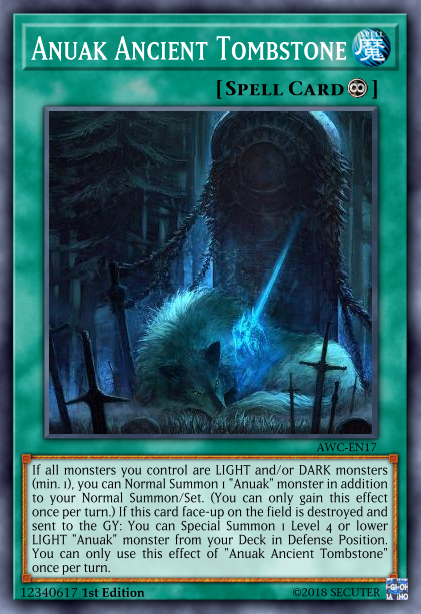 ANUAK ANCIENT TOMBSTONE 魔
[SPELL CARD ]
AWC-EN17
If all monsters you control are LIGHT and/or DARK monsters
(min. 1), you can Normal Summon 1 "Anuak" monster in addition
to your Normal Summon/Set. (You can only gain this effect
once per turn.) If this card face-up on the field is destroyed and
sent to the GY: You can Special Summon 1 Level 4 or lower
LIGHT "Anuak" monster from your Deck in Defense Position.
You can only use this effect of "Anuak Ancient Tombstone"
once per turn.
12340617 1st Edition ©2018 SECUTER